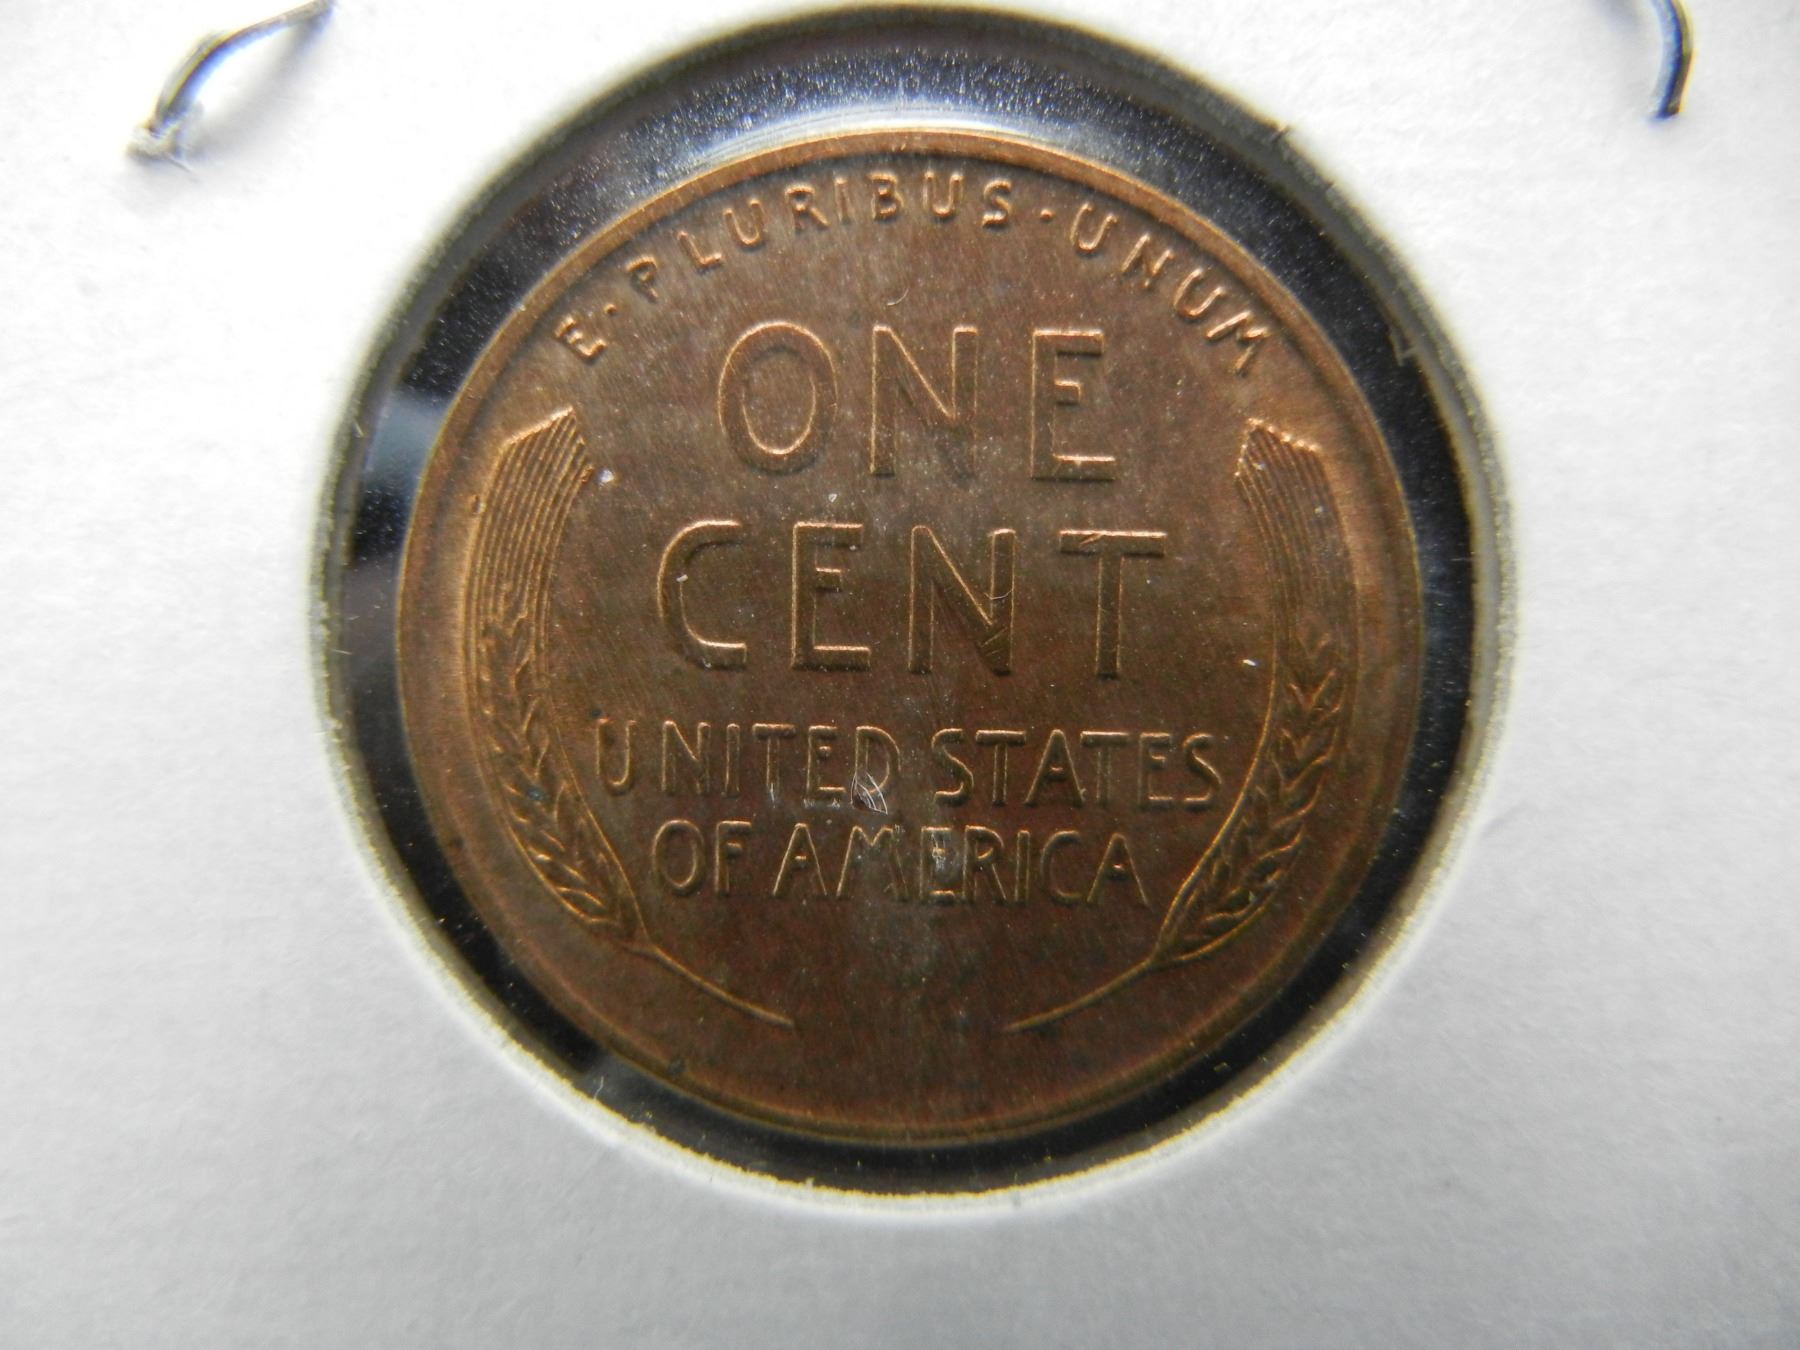 E·PLURIBUS·UNUM
ONE
CENT
UNITED STATES
OF AMERICA